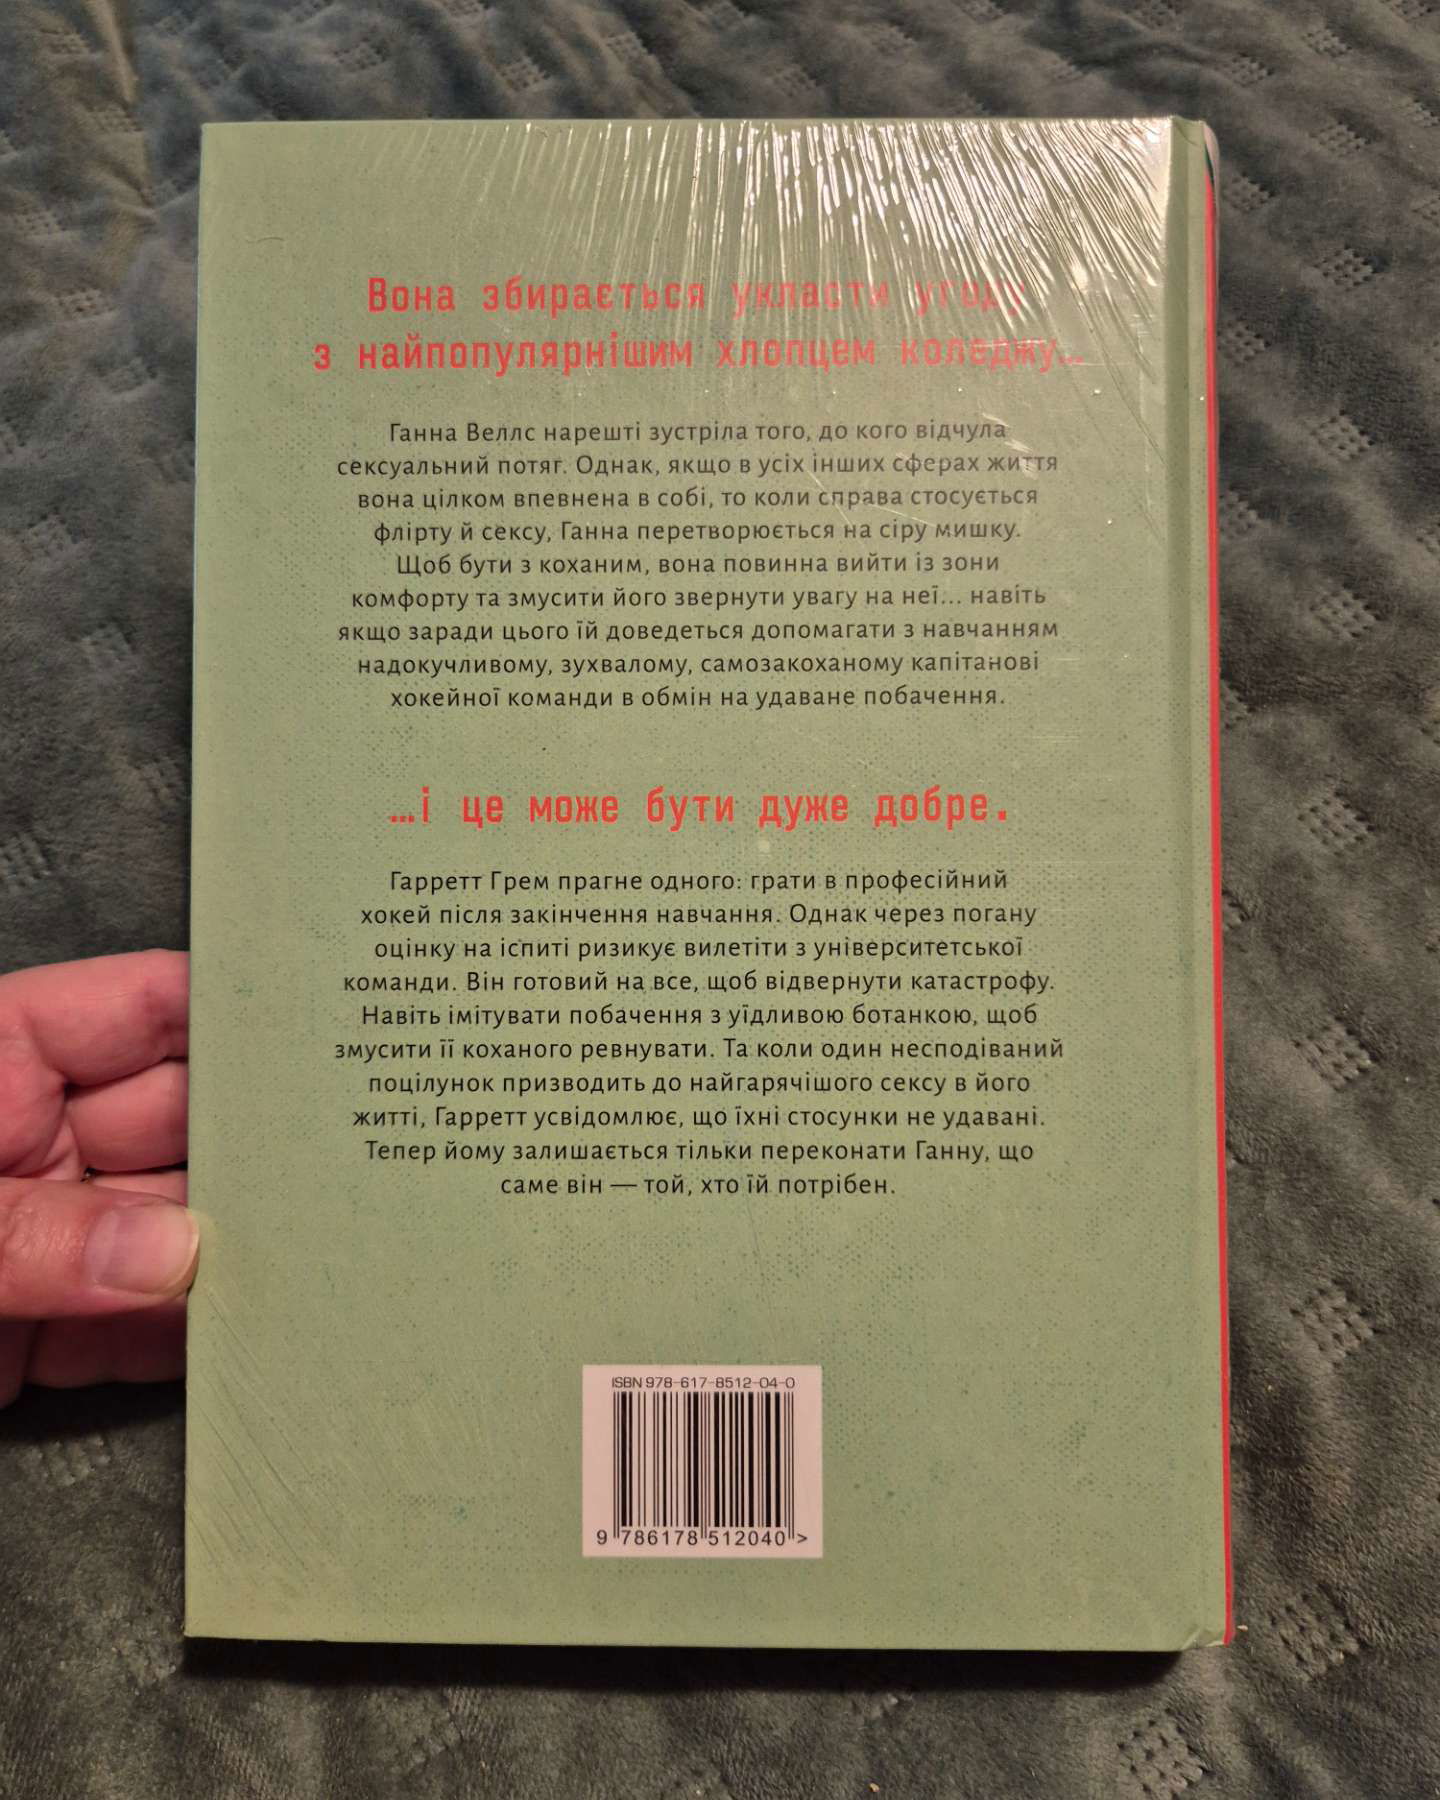 Вона збирається укласти угоду
з найпопулярнішим хлопцем коледжу…
Ганна Веллс нарешті зустріла того, до кого відчула
сексуальний потяг. Однак, якщо в усіх інших сферах життя
вона цілком впевнена в собі, то коли справа стосується
флірту й сексу, Ганна перетворюється на сіру мишку.
Щоб бути з коханим, вона повинна вийти із зони
комфорту та змусити його звернути увагу на неї... навіть
якщо заради цього їй доведеться допомагати з навчанням
надокучливому, зухвалому, самозакоханому капітанові
хокейної команди в обмін на удаване побачення.
…і це може бути дуже добре.
Гарретт Грем прагне одного: грати в професійний
хокей після закінчення навчання. Однак через погану
оцінку на іспиті ризикує вилетіти з університетської
команди. Він готовий на все, щоб відвернути катастрофу.
Навіть імітувати побачення з уїдливою ботанкою, щоб
змусити її коханого ревнувати. Та коли один несподіваний
поцілунок призводить до найгарячішого сексу в його
житті, Гарретт усвідомлює, що їхні стосунки не удавані.
Тепер йому залишається тільки переконати Ганну, що
саме він — той, хто їй потрібен.
ISBN 978-617-8512-04-0
9 786178 512040 >